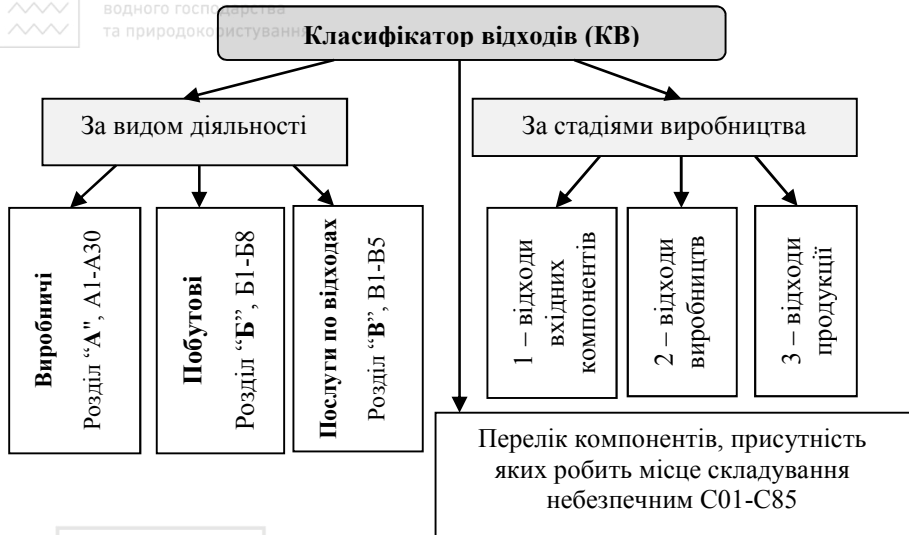 водного господарства
та природокористування
Класифікатор відходів (КВ)
За видом діяльності
За стадіями виробництва
Виробничі
Розділ “А", А1-А30
Побутові
Розділ “Б”, Б1-Б8
Послуги по відходах
Розділ “В”, В1-В5
1 – відходи
вхідних
компонентів
2 – відходи
виробництв
3 – відходи
продукції
Перелік компонентів, присутність
яких робить місце складування
небезпечним С01-С85